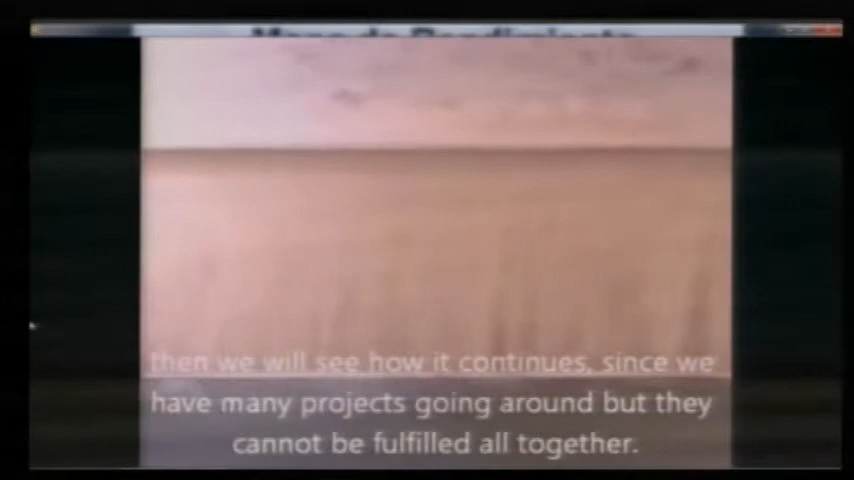 then we will see how it continues, since we
have many projects going around but they
cannot be fulfilled all together.